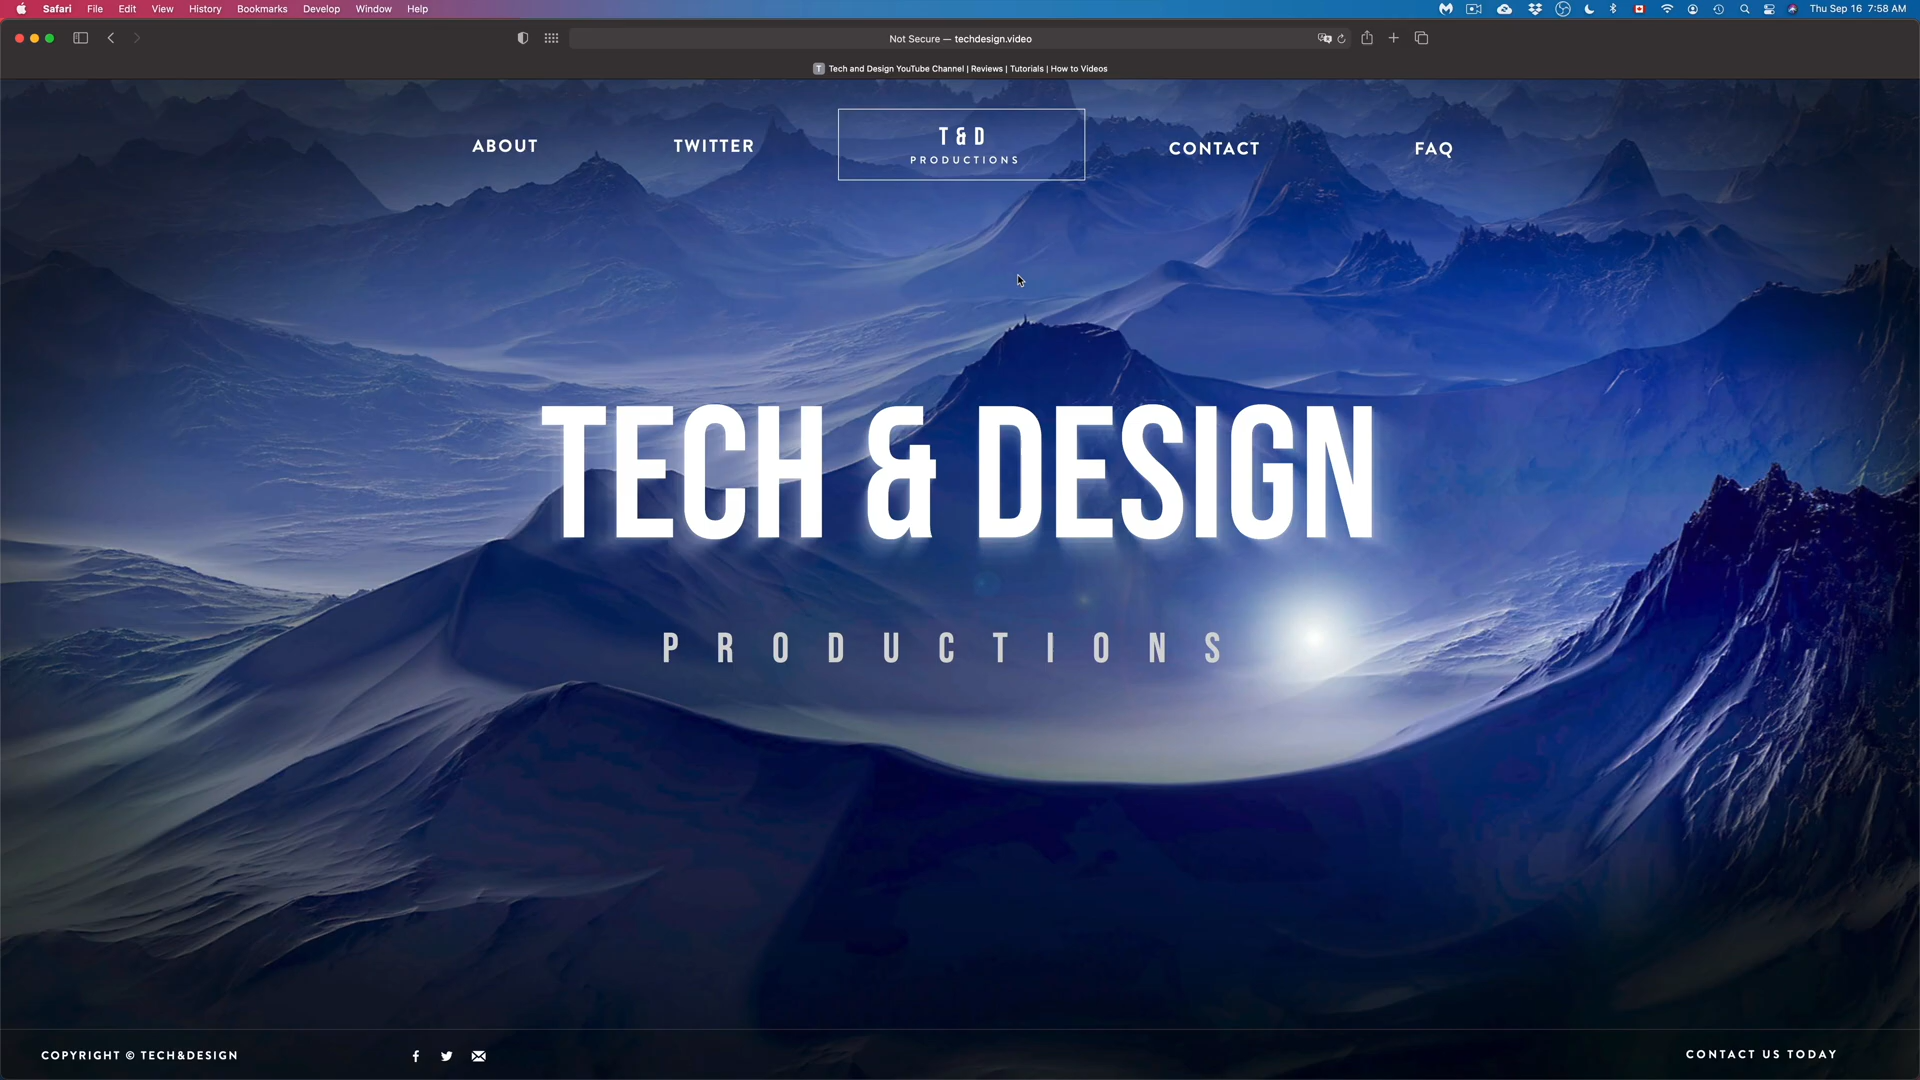 Safari File Edit View History Bookmarks Develop Window Help Thu Sep 16 7:58 AM
Not Secure — techdesign.video
T Tech and Design YouTube Channel | Reviews | Tutorials | How to Videos
ABOUT TWITTER T & D CONTACT FAQ
PRODUCTIONS
TECH & DESIGN
PRODUCTIONS
COPYRIGHT © TECH&DESIGN CONTACT US TODAY